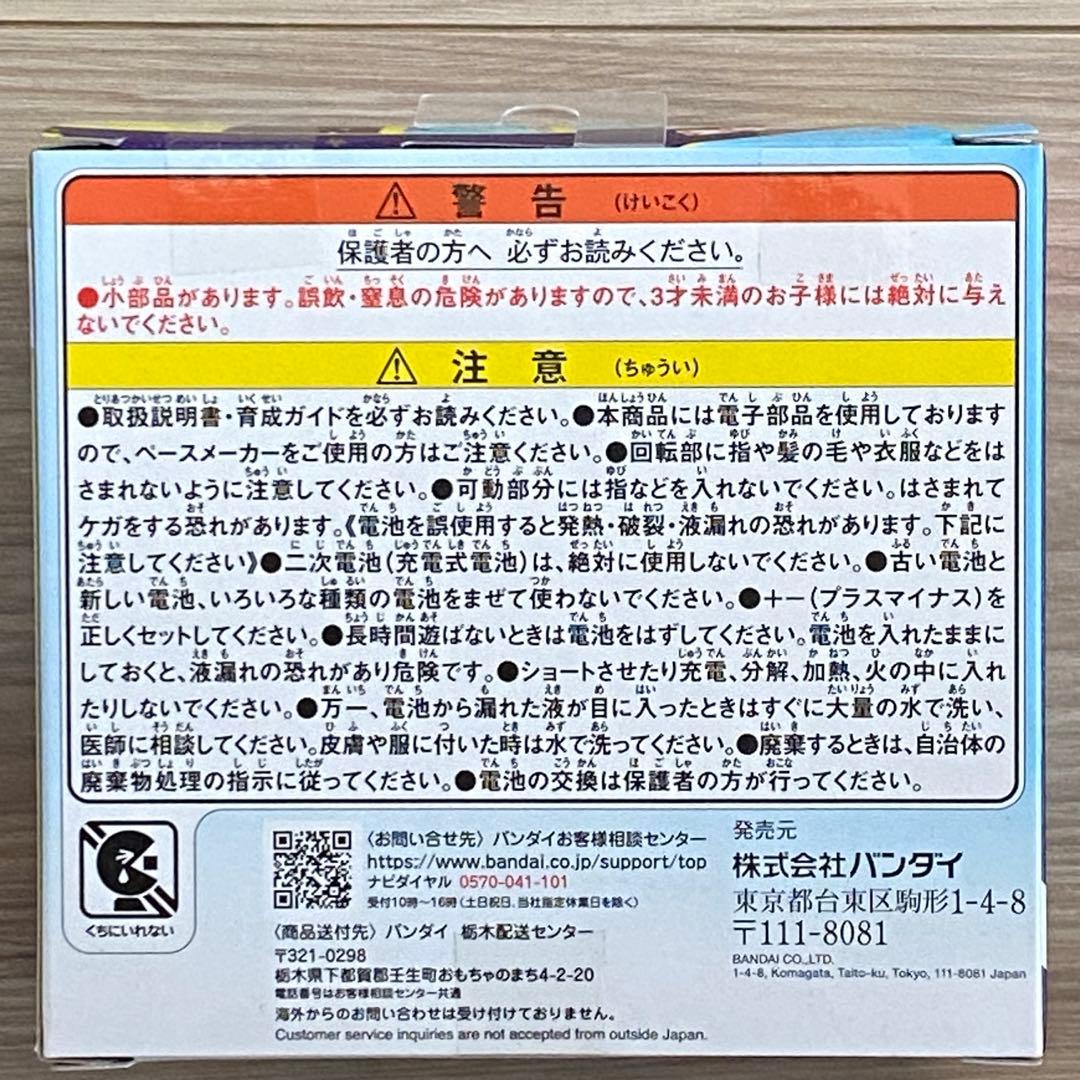 ⚠ 警告 (けいこく)
保護者の方へ 必ずお読みください。
●小部品があります。誤飲・窒息の危険がありますので、3才未満のお子様には絶対に与え
ないでください。
⚠ 注意 (ちゅうい)
●取扱説明書・育成ガイドを必ずお読みください。●本商品には電子部品を使用しております
ので、ペースメーカーをご使用の方はご注意ください。●回転部に指や髪の毛や衣服などをは
さまれないように注意してください。●可動部分には指などを入れないでください。はさまれて
ケガをする恐れがあります。《電池を誤使用すると発熱・破裂・液漏れの恐れがあります。下記に
注意してください》●二次電池(充電式電池)は、絶対に使用しないでください。●古い電池と
新しい電池、いろいろな種類の電池をまぜて使わないでください。●+-(プラスマイナス)を
正しくセットしてください。●長時間遊ばないときは電池をはずしてください。電池を入れたままに
しておくと、液漏れの恐れがあり危険です。●ショートさせたり充電、分解、加熱、火の中に入れ
たりしないでください。●万一、電池から漏れた液が目に入ったときはすぐに大量の水で洗い、
医師に相談してください。皮膚や服に付いた時は水で洗ってください。●廃棄するときは、自治体の
廃棄物処理の指示に従ってください。●電池の交換は保護者の方が行ってください。
くちにいれない
〈お問い合せ先〉バンダイお客様相談センター
https://www.bandai.co.jp/support/top
ナビダイヤル 0570-041-101
受付10時〜16時(土日祝日、当社指定休業日を除く)
〈商品送付先〉バンダイ 栃木配送センター
〒321-0298
栃木県下都賀郡壬生町おもちゃのまち4-2-20
電話番号はお客様相談センター共通
海外からのお問い合わせは受け付けておりません。
Customer service inquiries are not accepted from outside Japan.
発売元
株式会社バンダイ
東京都台東区駒形1-4-8
〒111-8081
BANDAI CO.,LTD.
1-4-8, Komagata, Taito-ku, Tokyo, 111-8081 Japan